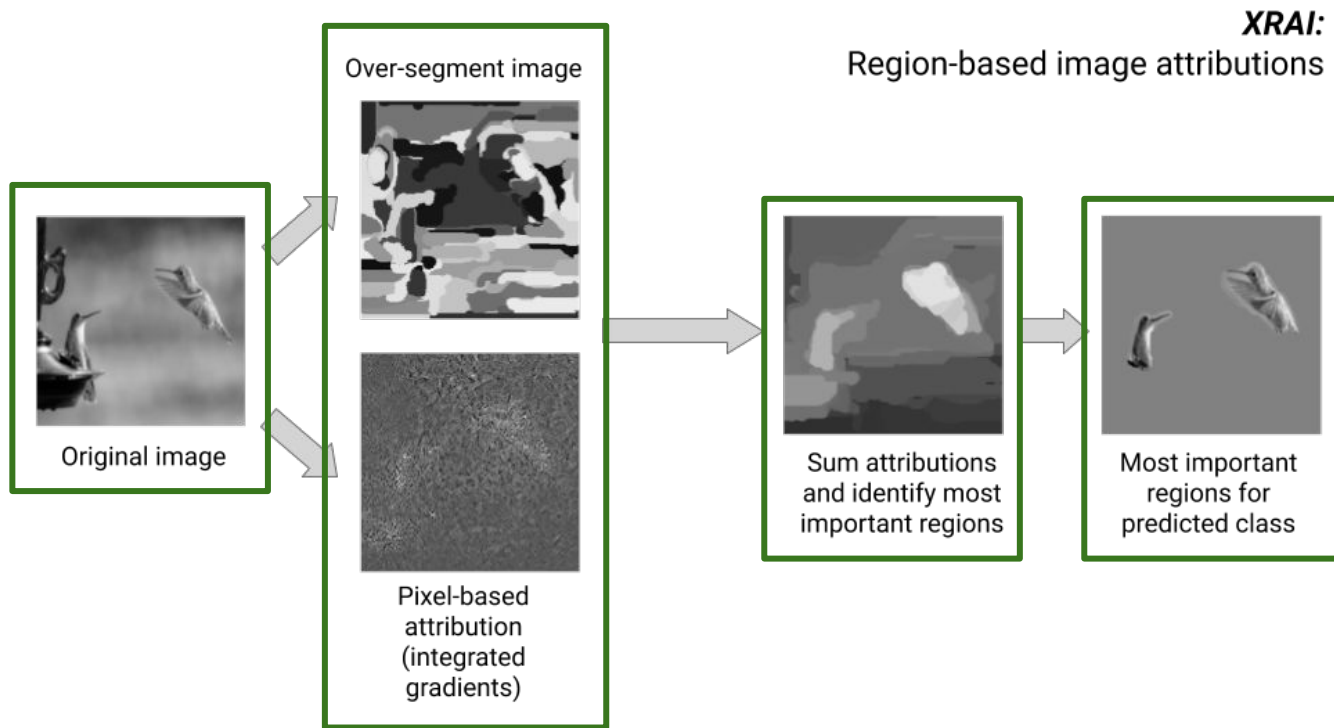 XRAI:
Region-based image attributions
Over-segment image
Original image
Pixel-based
attribution
(integrated
gradients)
Sum attributions
and identify most
important regions
Most important
regions for
predicted class